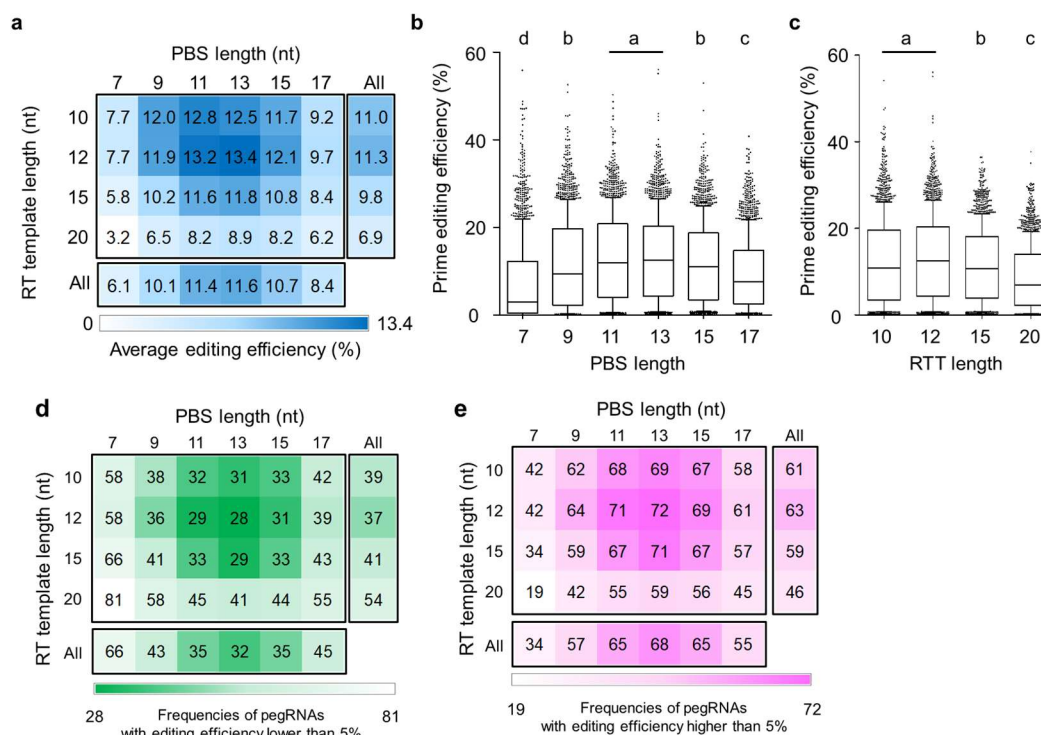 a
PBS length (nt)
7 9 11 13 15 17 All
RT template length (nt)
10 7.7 12.0 12.8 12.5 11.7 9.2 11.0
12 7.7 11.9 13.2 13.4 12.1 9.7 11.3
15 5.8 10.2 11.6 11.8 10.8 8.4 9.8
20 3.2 6.5 8.2 8.9 8.2 6.2 6.9
All 6.1 10.1 11.4 11.6 10.7 8.4
0 13.4
Average editing efficiency (%)
b
d b a b c
Prime editing efficiency (%)
60
40
20
0
7 9 11 13 15 17
PBS length
c
a b c
Prime editing efficiency (%)
60
40
20
0
10 12 15 20
RTT length
d
PBS length (nt)
7 9 11 13 15 17 All
RT template length (nt)
10 58 38 32 31 33 42 39
12 58 36 29 28 31 39 37
15 66 41 33 29 33 43 41
20 81 58 45 41 44 55 54
All 66 43 35 32 35 45
28 81
Frequencies of pegRNAs
with editing efficiency lower than 5%
e
PBS length (nt)
7 9 11 13 15 17 All
RT template length (nt)
10 42 62 68 69 67 58 61
12 42 64 71 72 69 61 63
15 34 59 67 71 67 57 59
20 19 42 55 59 56 45 46
All 34 57 65 68 65 55
19 72
Frequencies of pegRNAs
with editing efficiency higher than 5%